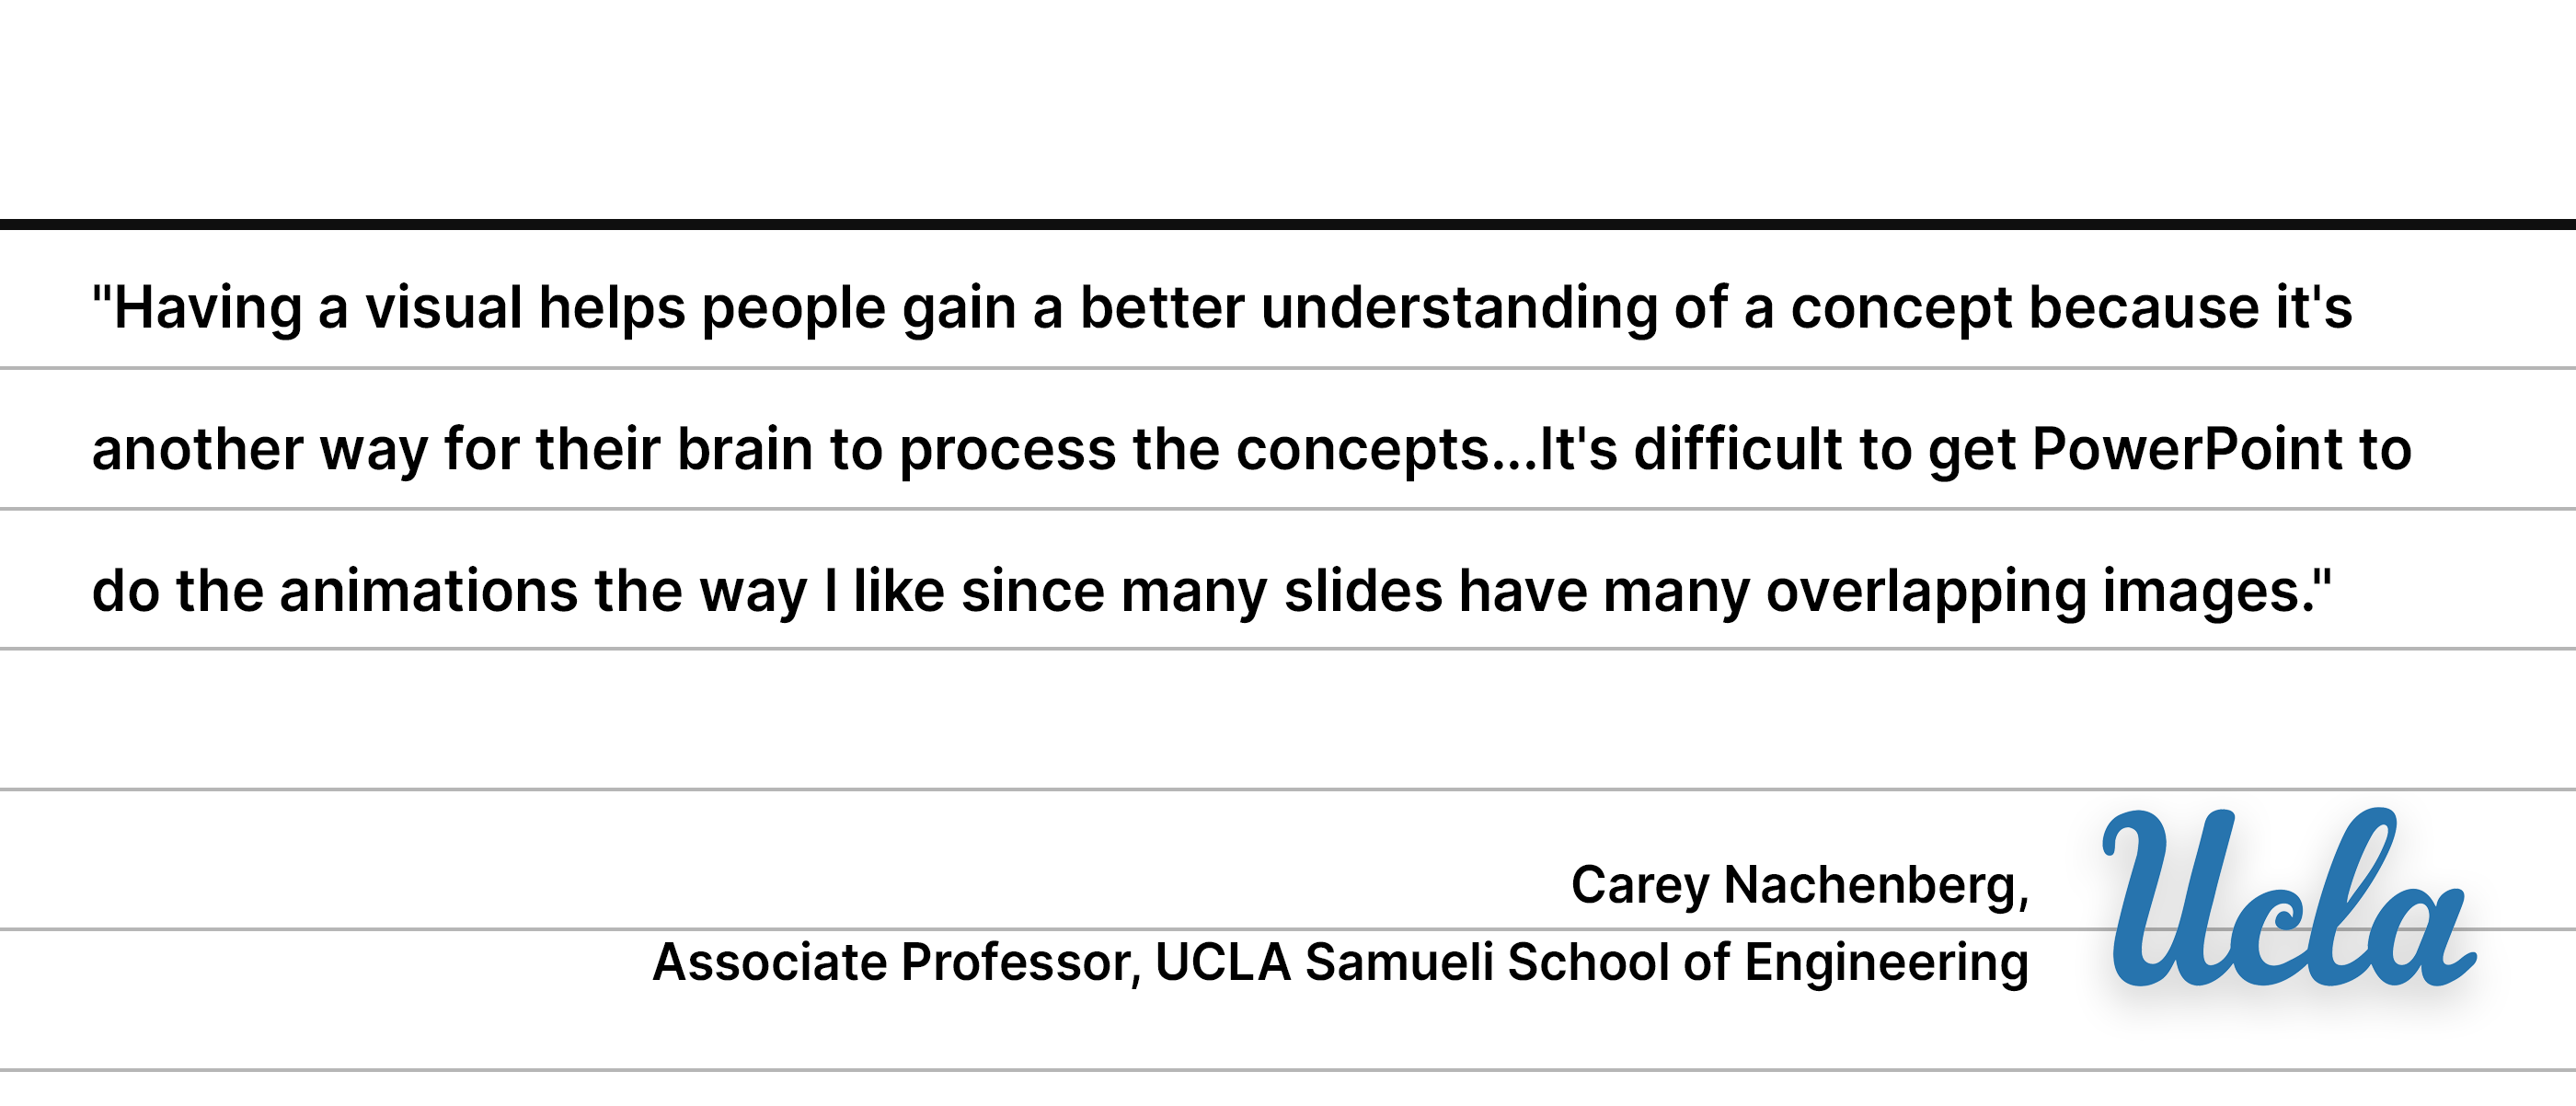 "Having a visual helps people gain a better understanding of a concept because it's
another way for their brain to process the concepts...It's difficult to get PowerPoint to
do the animations the way I like since many slides have many overlapping images."
Carey Nachenberg,
Associate Professor, UCLA Samueli School of Engineering
Ucla